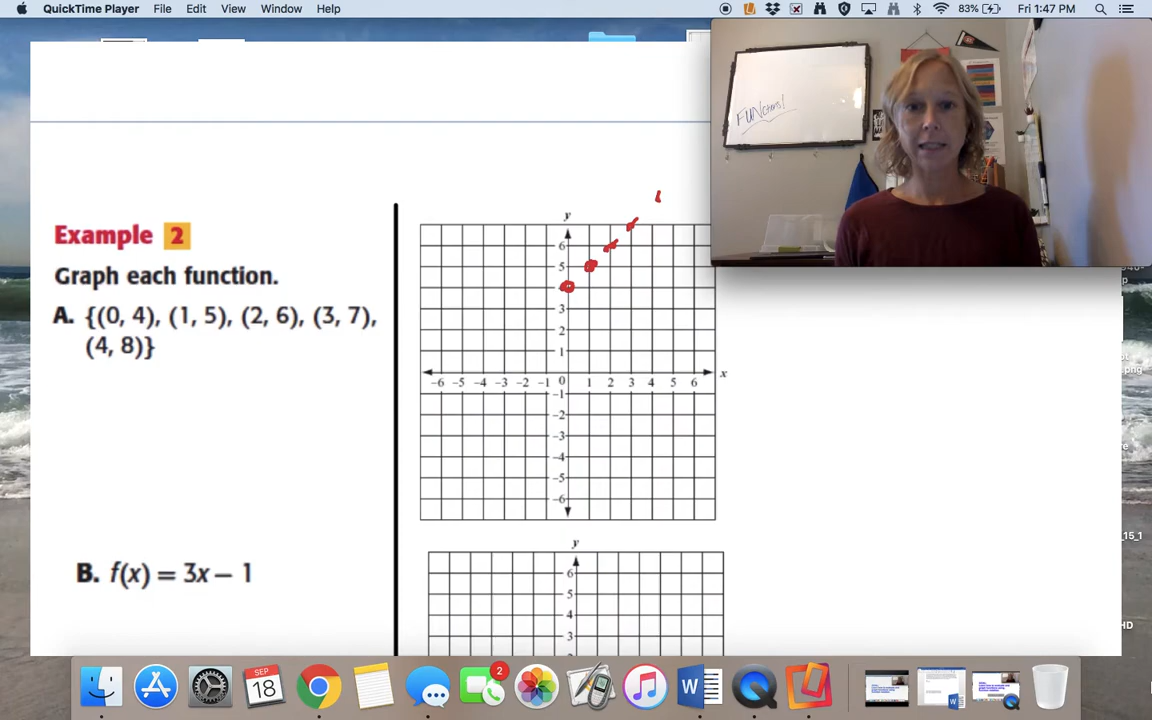 QuickTime Player File Edit View Window Help 83% Fri 1:47 PM
FUNctions!
Example 2
Graph each function.
A. {(0, 4), (1, 5), (2, 6), (3, 7),
(4, 8)}
y
6
5
3
2
1
-6 -5 -4 -3 -2 -1 0 1 2 3 4 5 6 x
-1
-2
-3
-4
-5
-6
B. f(x) = 3x – 1
y
6
5
4
3
SEP
18
2
W
.png
_15_1
HD